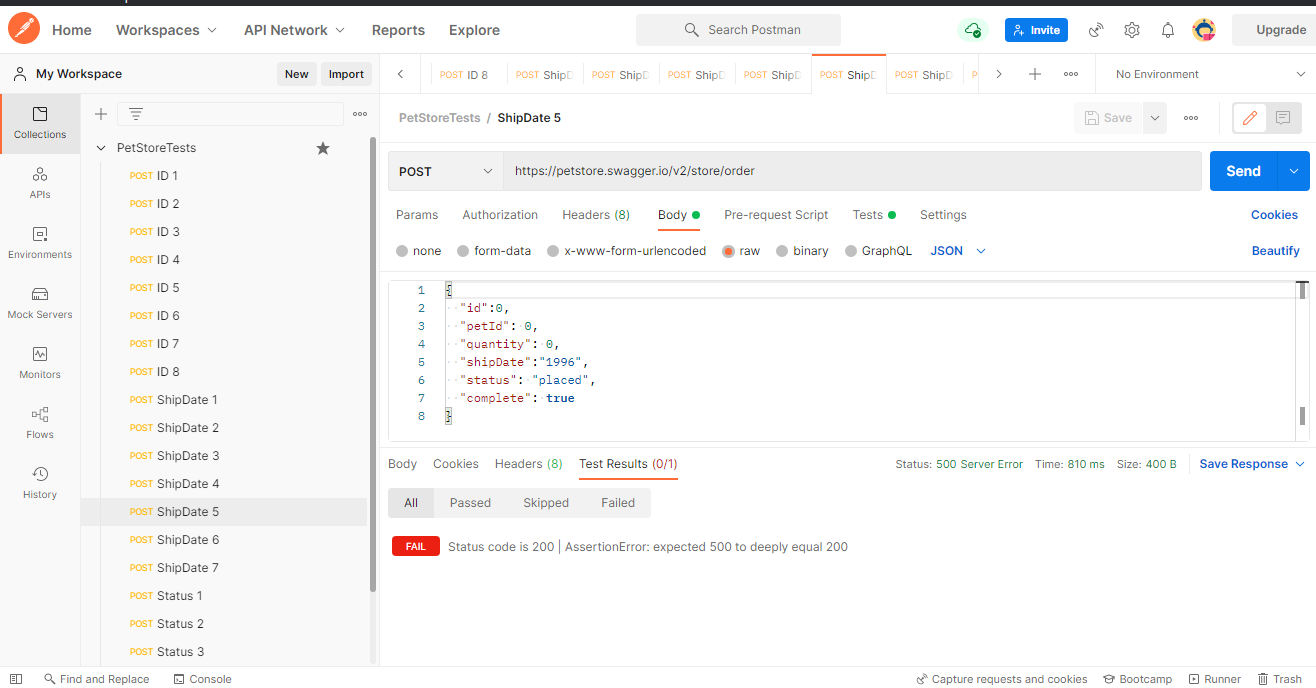 Home Workspaces API Network Reports Explore Search Postman Invite Upgrade
My Workspace New Import
POST ID 8 POST ShipD POST ShipD POST ShipD POST ShipD POST ShipD POST ShipD P No Environment
Collections
APIs
Environments
Mock Servers
Monitors
Flows
History
PetStoreTests
POST ID 1
POST ID 2
POST ID 3
POST ID 4
POST ID 5
POST ID 6
POST ID 7
POST ID 8
POST ShipDate 1
POST ShipDate 2
POST ShipDate 3
POST ShipDate 4
POST ShipDate 5
POST ShipDate 6
POST ShipDate 7
POST Status 1
POST Status 2
POST Status 3
PetStoreTests / ShipDate 5 Save
POST https://petstore.swagger.io/v2/store/order Send
Params Authorization Headers (8) Body Pre-request Script Tests Settings Cookies
none form-data x-www-form-urlencoded raw binary GraphQL JSON Beautify
1 {
2 "id":0,
3 "petId": 0,
4 "quantity": 0,
5 "shipDate":"1996",
6 "status": "placed",
7 "complete": true
8 }
Body Cookies Headers (8) Test Results (0/1) Status: 500 Server Error Time: 810 ms Size: 400 B Save Response
All Passed Skipped Failed
FAIL Status code is 200 | AssertionError: expected 500 to deeply equal 200
Find and Replace Console Capture requests and cookies Bootcamp Runner Trash